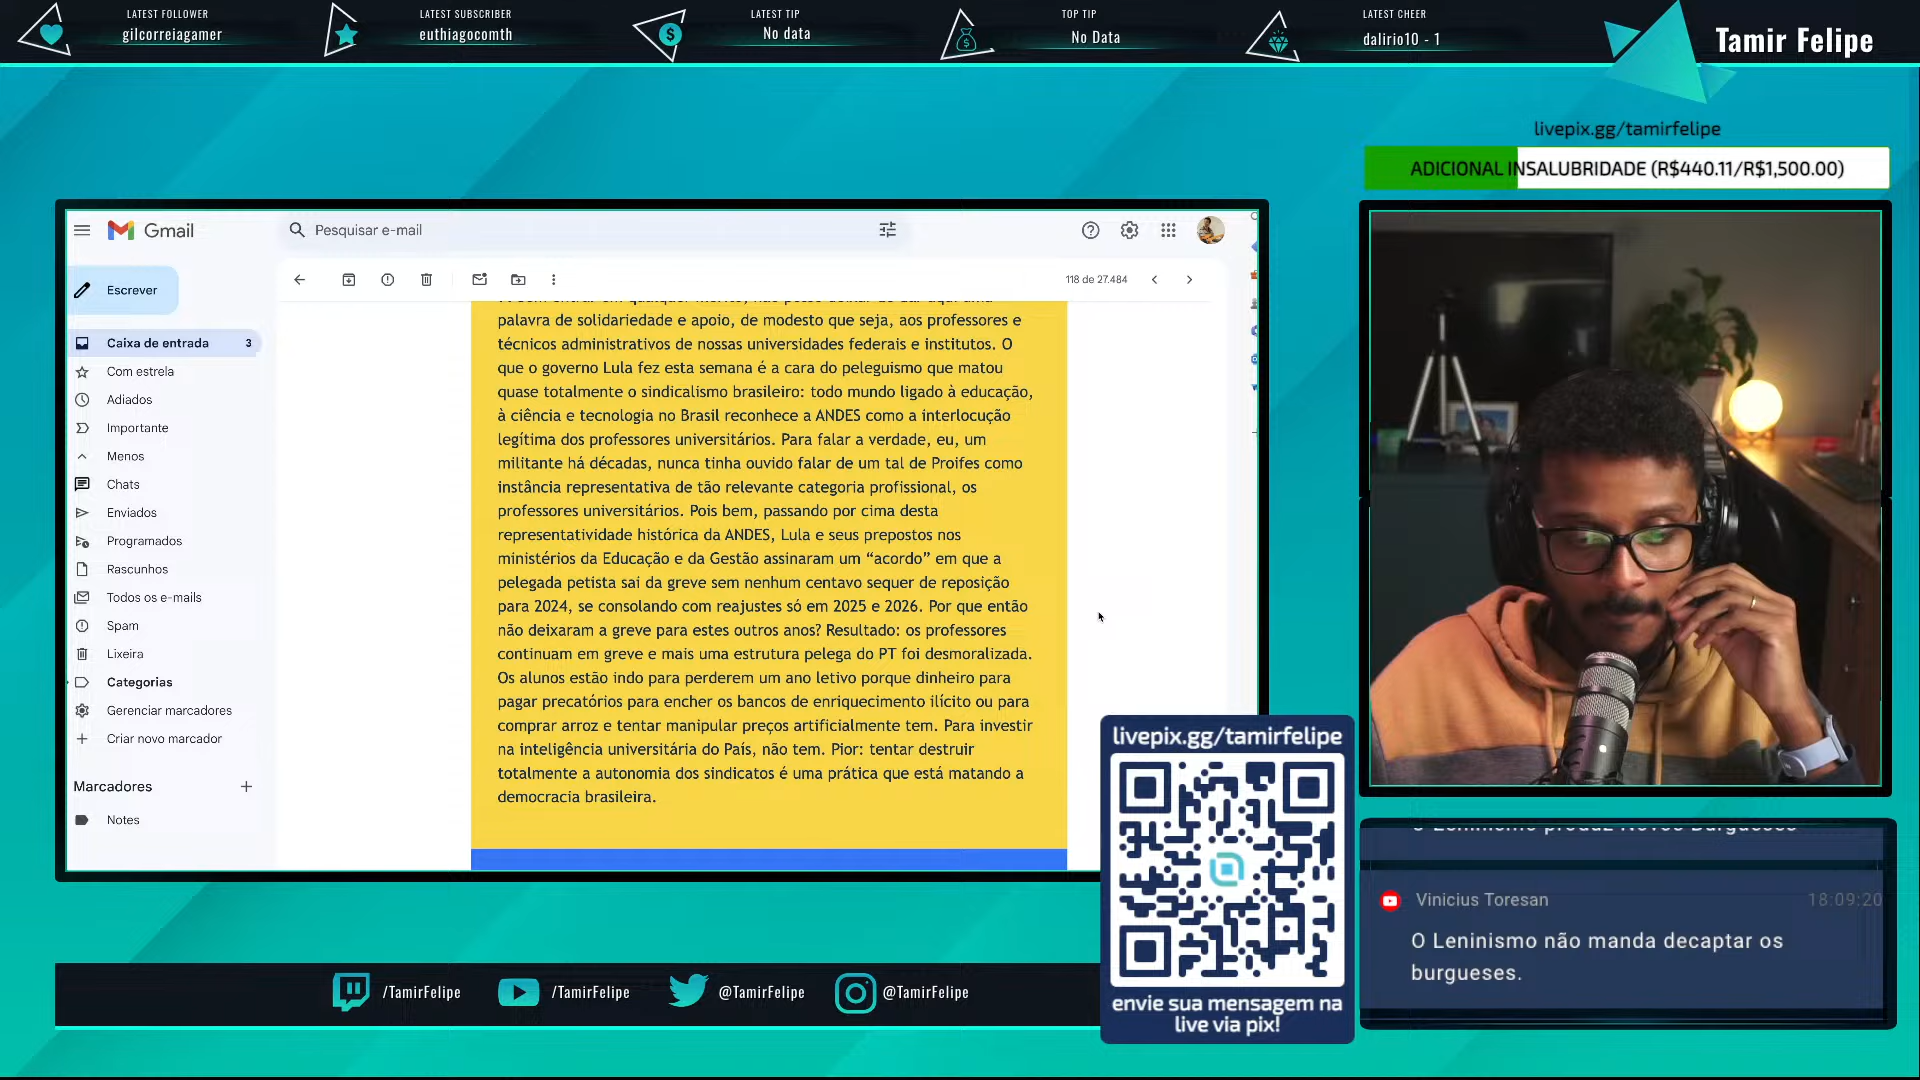 LATEST FOLLOWER
gilcorreiagamer
LATEST SUBSCRIBER
euthiagocomth
LATEST TIP
No data
TOP TIP
No Data
LATEST CHEER
dalirio10 - 1
Tamir Felipe
livepix.gg/tamirfelipe
ADICIONAL INSALUBRIDADE (R$440.11/R$1,500.00)
Gmail
Pesquisar e-mail
Escrever
118 de 27.484
Caixa de entrada 3
Com estrela
Adiados
Importante
Menos
Chats
Enviados
Programados
Rascunhos
Todos os e-mails
Spam
Lixeira
Categorias
Gerenciar marcadores
Criar novo marcador
Marcadores
Notes
palavra de solidariedade e apoio, de modesto que seja, aos professores e
técnicos administrativos de nossas universidades federais e institutos. O
que o governo Lula fez esta semana é a cara do peleguismo que matou
quase totalmente o sindicalismo brasileiro: todo mundo ligado à educação,
à ciência e tecnologia no Brasil reconhece a ANDES como a interlocução
legítima dos professores universitários. Para falar a verdade, eu, um
militante há décadas, nunca tinha ouvido falar de um tal de Proifes como
instância representativa de tão relevante categoria profissional, os
professores universitários. Pois bem, passando por cima desta
representatividade histórica da ANDES, Lula e seus prepostos nos
ministérios da Educação e da Gestão assinaram um “acordo” em que a
pelegada petista sai da greve sem nenhum centavo sequer de reposição
para 2024, se consolando com reajustes só em 2025 e 2026. Por que então
não deixaram a greve para estes outros anos? Resultado: os professores
continuam em greve e mais uma estrutura pelega do PT foi desmoralizada.
Os alunos estão indo para perderem um ano letivo porque dinheiro para
pagar precatórios para encher os bancos de enriquecimento ilícito ou para
comprar arroz e tentar manipular preços artificialmente tem. Para investir
na inteligência universitária do País, não tem. Pior: tentar destruir
totalmente a autonomia dos sindicatos é uma prática que está matando a
democracia brasileira.
livepix.gg/tamirfelipe
envie sua mensagem na
live via pix!
Vinicius Toresan 18:09:20
O Leninismo não manda decaptar os
burgueses.
/TamirFelipe
/TamirFelipe
@TamirFelipe
@TamirFelipe